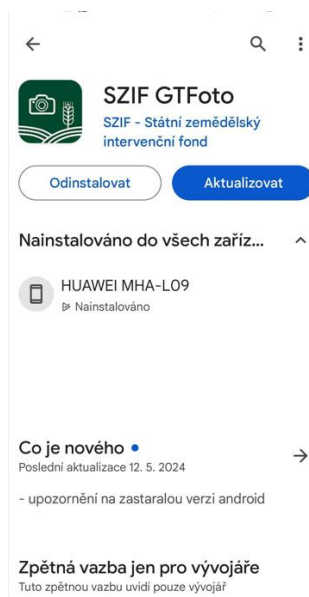 SZIF GTFoto
SZIF - Státní zemědělský
intervenční fond
Odinstalovat
Aktualizovat
Nainstalováno do všech zaříz...
HUAWEI MHA-L09
Nainstalováno
Co je nového
Poslední aktualizace 12. 5. 2024
- upozornění na zastaralou verzi android
Zpětná vazba jen pro vývojáře
Tuto zpětnou vazbu uvidí pouze vývojář